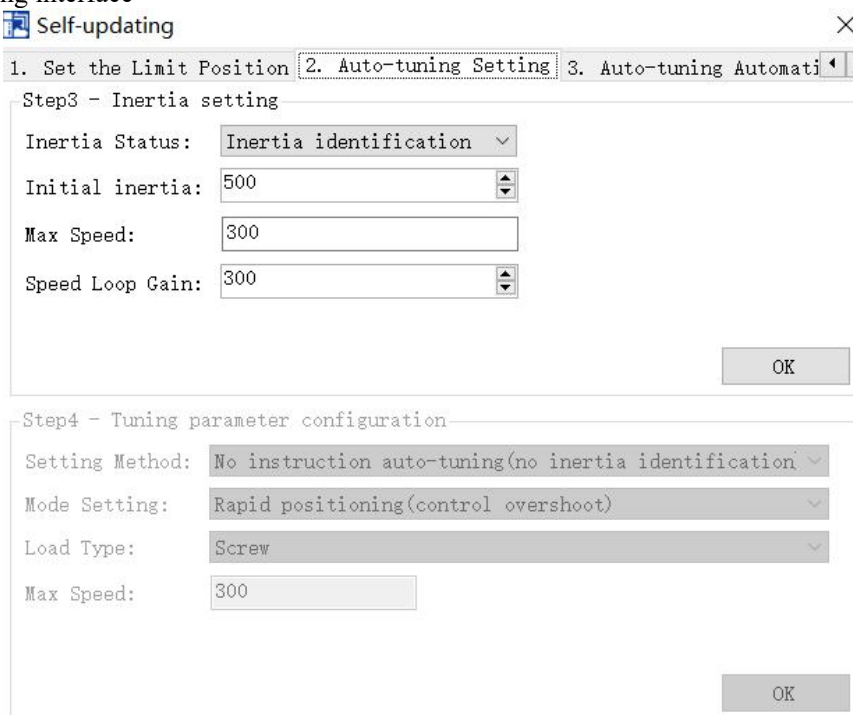 ng interface
Self-updating
1. Set the Limit Position 2. Auto-tuning Setting 3. Auto-tuning Automati
Step3 - Inertia setting
Inertia Status: Inertia identification
Initial inertia: 500
Max Speed: 300
Speed Loop Gain: 300
OK
Step4 - Tuning parameter configuration
Setting Method: No instruction auto-tuning(no inertia identification
Mode Setting: Rapid positioning(control overshoot)
Load Type: Screw
Max Speed: 300
OK